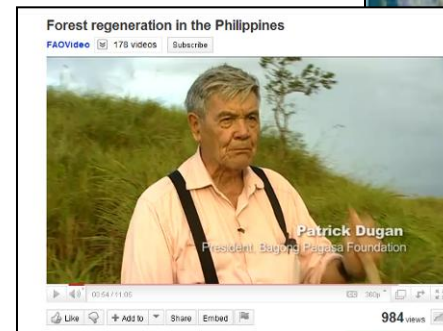 Forest regeneration in the Philippines
FAOVideo 178 videos Subscribe
Patrick Dugan
President, Bagong Pagasa Foundation
00:54 / 11:05 360p
Like Add to Share Embed 984 views